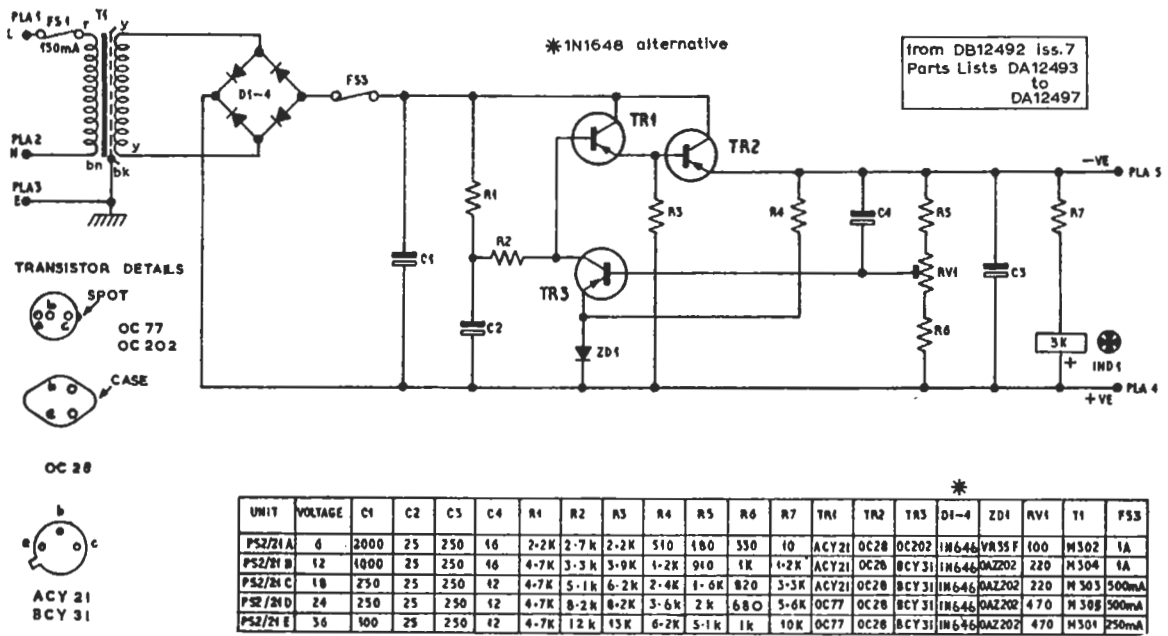 PLA1 FS1 T1
L r y
150mA
PLA2
N bn bk y
PLA3
E
D1-4
FS3
✱1N1648 alternative
from DB12492 iss.7
Parts Lists DA12493
to
DA12497
TR1
TR2
-VE PLA 5
R1
R3
R4
C4
R5
R7
R2
C1
TR3
RV1
C3
C2
R6
ZD1
3K
+
IND1
PLA 4
+VE
TRANSISTOR DETAILS
SPOT
b
e c
OC 77
OC 202
CASE
b
e
OC 28
b
e c
ACY 21
BCY 31
✱
UNIT VOLTAGE C1 C2 C3 C4 R1 R2 R3 R4 R5 R6 R7 TR1 TR2 TR3 D1-4 ZD1 RV1 T1 FS3
PS2/21 A 6 2000 25 250 16 2·2K 2·7k 2·2K 510 180 330 10 ACY21 OC28 OC202 1N646 VR35F 100 M302 1A
PS2/21 B 12 1000 25 250 16 4·7K 3·3k 3·9K 1·2K 910 1K 1·2K ACY21 OC28 BCY31 1N646 OAZ202 220 M304 1A
PS2/21 C 18 250 25 250 12 4·7K 5·1k 6·2k 2·4K 1·6K 820 3·3K ACY21 OC28 BCY31 1N646 OAZ202 220 M303 500mA
PS2/21 D 24 250 25 250 12 4·7K 8·2k 8·2K 3·6k 2k 680 5·6K OC77 OC28 BCY31 1N646 OAZ202 470 M305 500mA
PS2/21 E 36 100 25 250 12 4·7K 12k 13K 6·2K 5·1k 1k 10K OC77 OC28 BCY31 1N646 OAZ202 470 M301 250mA